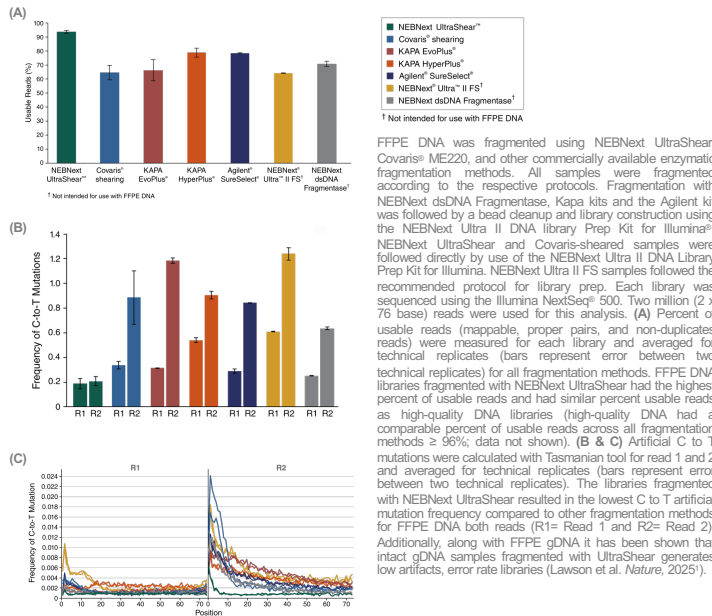 (A)
Usable Reads (%)
100
90
80
70
60
50
40
30
20
10
0
NEBNext UltraShear™
Covaris® shearing
KAPA EvoPlus®
KAPA HyperPlus®
Agilent® SureSelect®
NEBNext® Ultra™ II FS†
NEBNext dsDNA Fragmentase†
† Not intended for use with FFPE DNA
(B)
Frequency of C-to-T Mutations
1.4
1.2
1.0
0.8
0.6
0.4
0.2
0
R1 R2 R1 R2 R1 R2 R1 R2 R1 R2 R1 R2 R1 R2
(C)
R1 R2
Frequency of C-to-T Mutation
0.024
0.022
0.020
0.018
0.016
0.014
0.012
0.010
0.008
0.006
0.004
0.002
0.000
0 10 20 30 40 50 60 70 0 10 20 30 40 50 60 70
Position
NEBNext UltraShear™
Covaris® shearing
KAPA EvoPlus®
KAPA HyperPlus®
Agilent® SureSelect®
NEBNext® Ultra™ II FS†
NEBNext dsDNA Fragmentase†
† Not intended for use with FFPE DNA
FFPE DNA was fragmented using NEBNext UltraShear,
Covaris® ME220, and other commercially available enzymatic
fragmentation methods. All samples were fragmented
according to the respective protocols. Fragmentation with
NEBNext dsDNA Fragmentase, Kapa kits and the Agilent kit
was followed by a bead cleanup and library construction using
the NEBNext Ultra II DNA library Prep Kit for Illumina®.
NEBNext UltraShear and Covaris-sheared samples were
followed directly by use of the NEBNext Ultra II DNA Library
Prep Kit for Illumina. NEBNext Ultra II FS samples followed the
recommended protocol for library prep. Each library was
sequenced using the Illumina NextSeq® 500. Two million (2 x
76 base) reads were used for this analysis. (A) Percent of
usable reads (mappable, proper pairs, and non-duplicates
reads) were measured for each library and averaged for
technical replicates (bars represent error between two
technical replicates) for all fragmentation methods. FFPE DNA
libraries fragmented with NEBNext UltraShear had the highest
percent of usable reads and had similar percent usable reads
as high-quality DNA libraries (high-quality DNA had a
comparable percent of usable reads across all fragmentation
methods ≥ 96%; data not shown). (B & C) Artificial C to T
mutations were calculated with Tasmanian tool for read 1 and 2
and averaged for technical replicates (bars represent error
between two technical replicates). The libraries fragmented
with NEBNext UltraShear resulted in the lowest C to T artificial
mutation frequency compared to other fragmentation methods
for FFPE DNA both reads (R1= Read 1 and R2= Read 2).
Additionally, along with FFPE gDNA it has been shown that
intact gDNA samples fragmented with UltraShear generates
low artifacts, error rate libraries (Lawson et al. Nature, 2025¹).